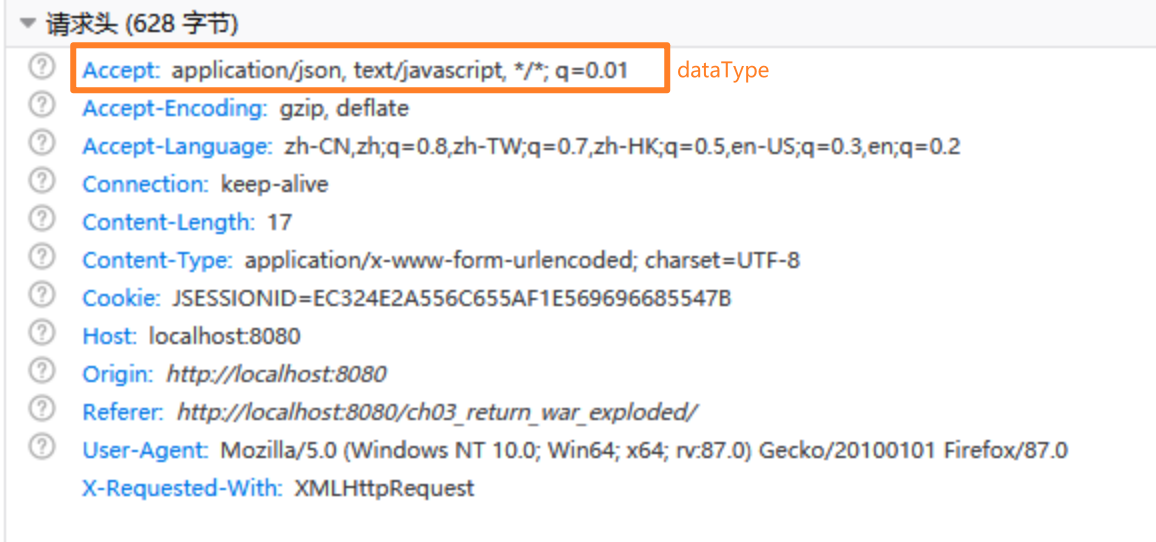 请求头 (628 字节)
Accept: application/json, text/javascript, */*; q=0.01 dataType
Accept-Encoding: gzip, deflate
Accept-Language: zh-CN,zh;q=0.8,zh-TW;q=0.7,zh-HK;q=0.5,en-US;q=0.3,en;q=0.2
Connection: keep-alive
Content-Length: 17
Content-Type: application/x-www-form-urlencoded; charset=UTF-8
Cookie: JSESSIONID=EC324E2A556C655AF1E569696685547B
Host: localhost:8080
Origin: http://localhost:8080
Referer: http://localhost:8080/ch03_return_war_exploded/
User-Agent: Mozilla/5.0 (Windows NT 10.0; Win64; x64; rv:87.0) Gecko/20100101 Firefox/87.0
X-Requested-With: XMLHttpRequest